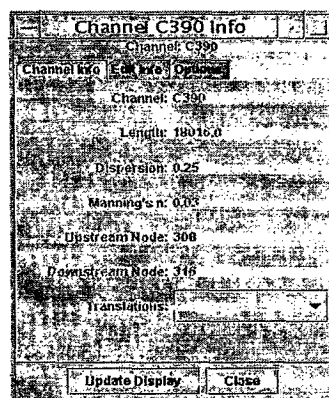 Channel C390 Info
Channel: C390
Channel Info Edit Info Options
Channel: C390
Length: 18016.0
Dispersion: 0.25
Manning's n: 0.03
Upstream Node: 308
Downstream Node: 316
Translations:
Update Display Close